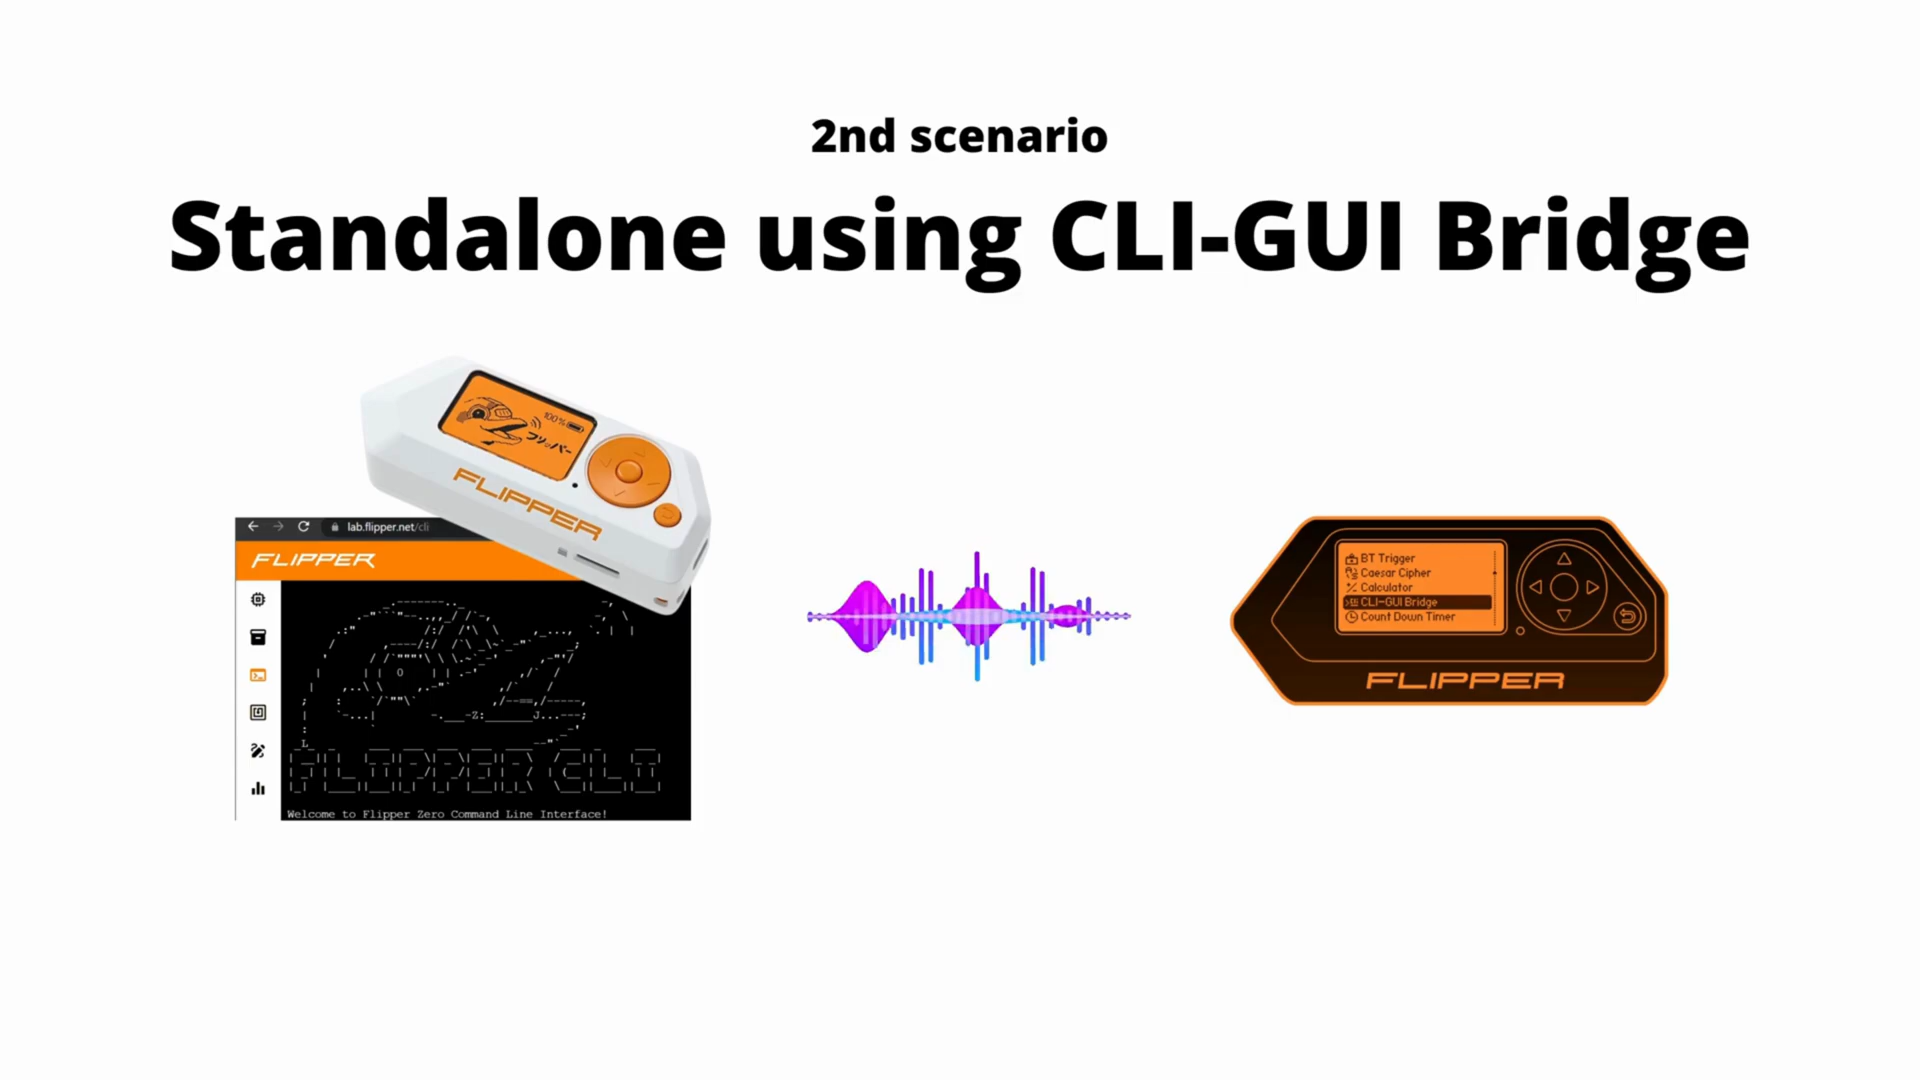 2nd scenario
Standalone using CLI-GUI Bridge
100%
フリッパー
FLIPPER
lab.flipper.net/cli
FLIPPER
FLIPPER CLI
Welcome to Flipper Zero Command Line Interface!
BT Trigger
Caesar Cipher
Calculator
CLI-GUI Bridge
Count Down Timer
FLIPPER